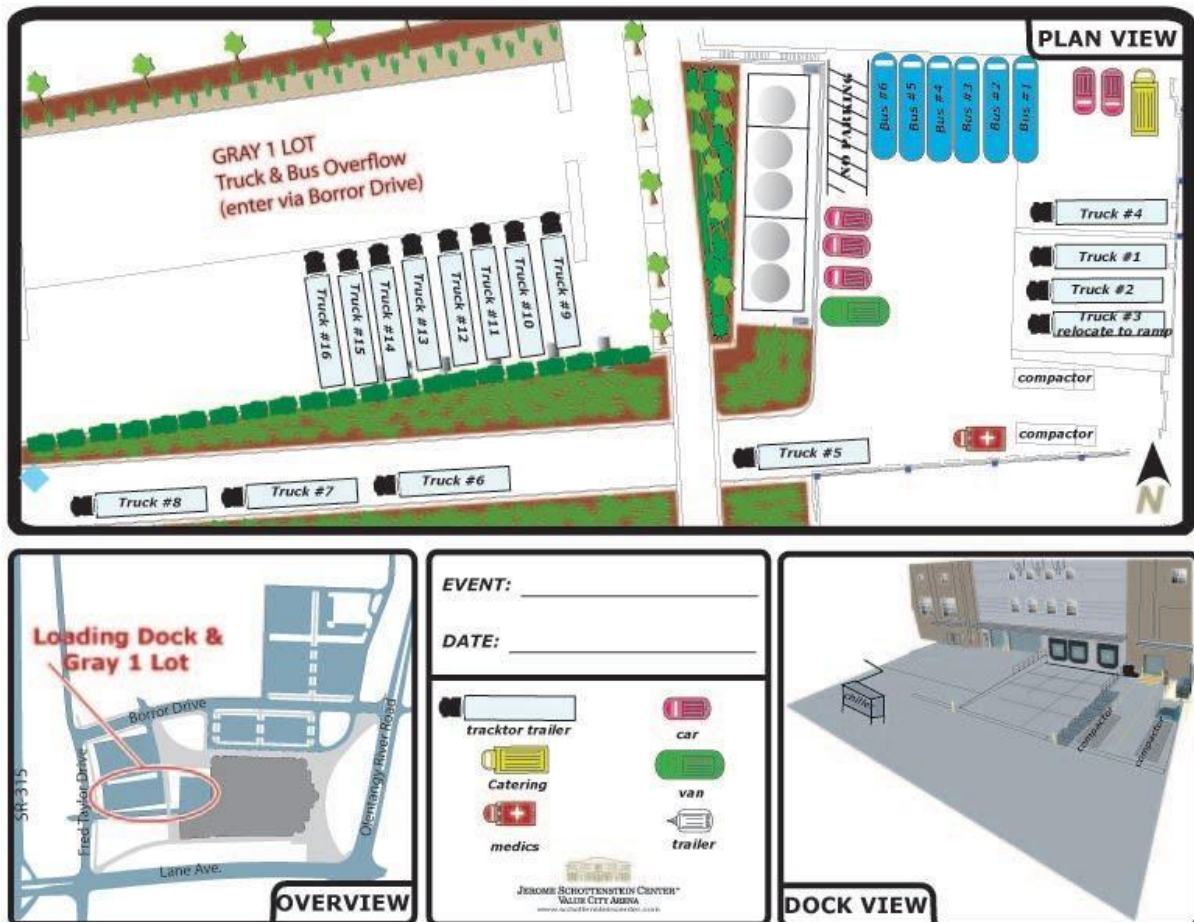 PLAN VIEW
GRAY 1 LOT
Truck & Bus Overflow
(enter via Borror Drive)
NO PARKING
Bus #6
Bus #5
Bus #4
Bus #3
Bus #2
Bus #1
Truck #4
Truck #1
Truck #2
Truck #3
relocate to ramp
Truck #16
Truck #15
Truck #14
Truck #13
Truck #12
Truck #11
Truck #10
Truck #9
compactor
compactor
Truck #5
Truck #6
Truck #7
Truck #8
N
Loading Dock &
Gray 1 Lot
Borror Drive
Fred Taylor Drive
SR 315
Olentangy River Road
Lane Ave.
OVERVIEW
EVENT:
DATE:
tracktor trailer
car
Catering
van
medics
trailer
JEROME SCHOTTENSTEIN CENTER™
VALUE CITY ARENA
www.schottensteincenter.com
chiller
compactor
compactor
DOCK VIEW